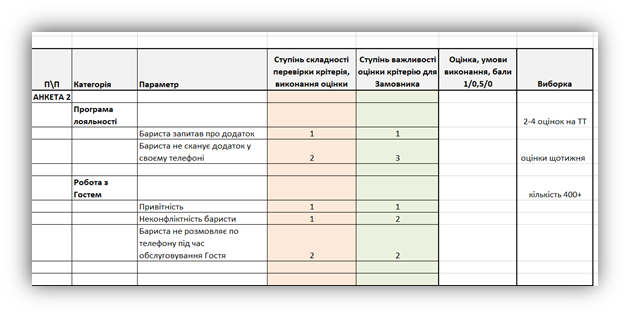 П\П Категорія Параметр Ступінь складності перевірки крітерія, виконання оцінки Ступінь важливості оцінки крітерію для Замовника Оцінка, умови виконання, бали 1/0,5/0 Виборка
АНКЕТА 2
Програма лояльності
2-4 оцінок на ТТ
Бариста запитав про додаток 1 1
Бариста не сканує додаток у своєму телефоні 2 3 оцінки щотижня
Робота з Гостем
кількість 400+
Привітність 1 1
Неконфліктність баристи 1 2
Бариста не розмовляє по телефону під час обслуговування Гостя 2 2